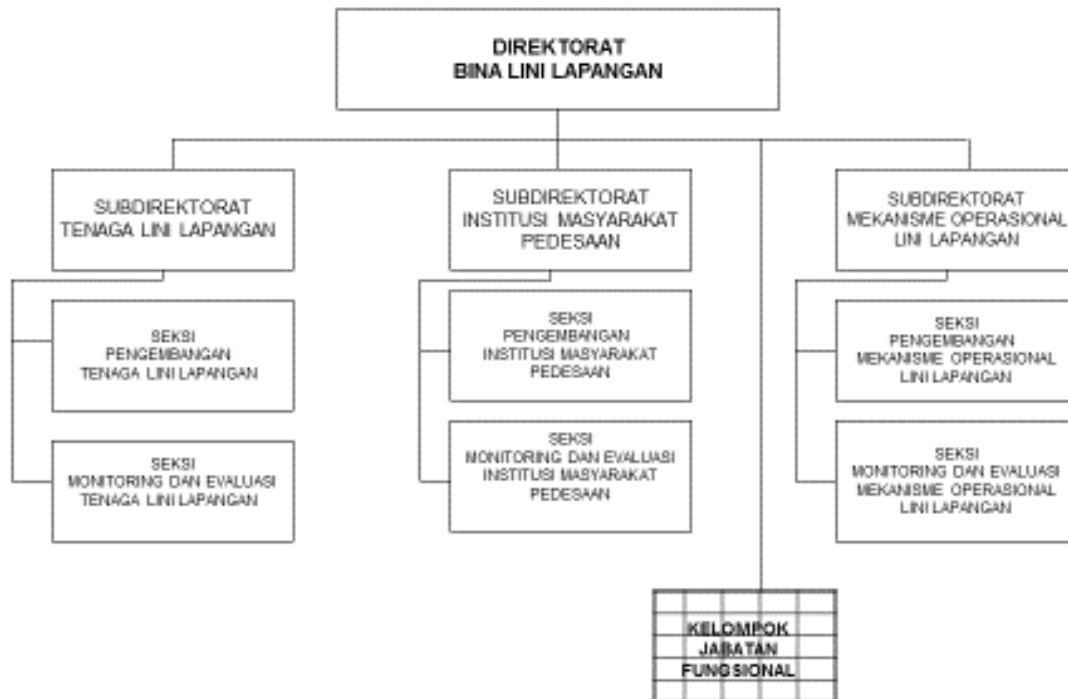 DIREKTORAT
BINA LINI LAPANGAN
SUBDIREKTORAT
TENAGA LINI LAPANGAN
SUBDIREKTORAT
INSTITUSI MASYARAKAT
PEDESAAN
SUBDIREKTORAT
MEKANISME OPERASIONAL
LINI LAPANGAN
SEKSI
PENGEMBANGAN
TENAGA LINI LAPANGAN
SEKSI
PENGEMBANGAN
INSTITUSI MASYARAKAT
PEDESAAN
SEKSI
PENGEMBANGAN
MEKANISME OPERASIONAL
LINI LAPANGAN
SEKSI
MONITORING DAN EVALUASI
TENAGA LINI LAPANGAN
SEKSI
MONITORING DAN EVALUASI
INSTITUSI MASYARAKAT
PEDESAAN
SEKSI
MONITORING DAN EVALUASI
MEKANISME OPERASIONAL
LINI LAPANGAN
KELOMPOK
JABATAN
FUNGSIONAL